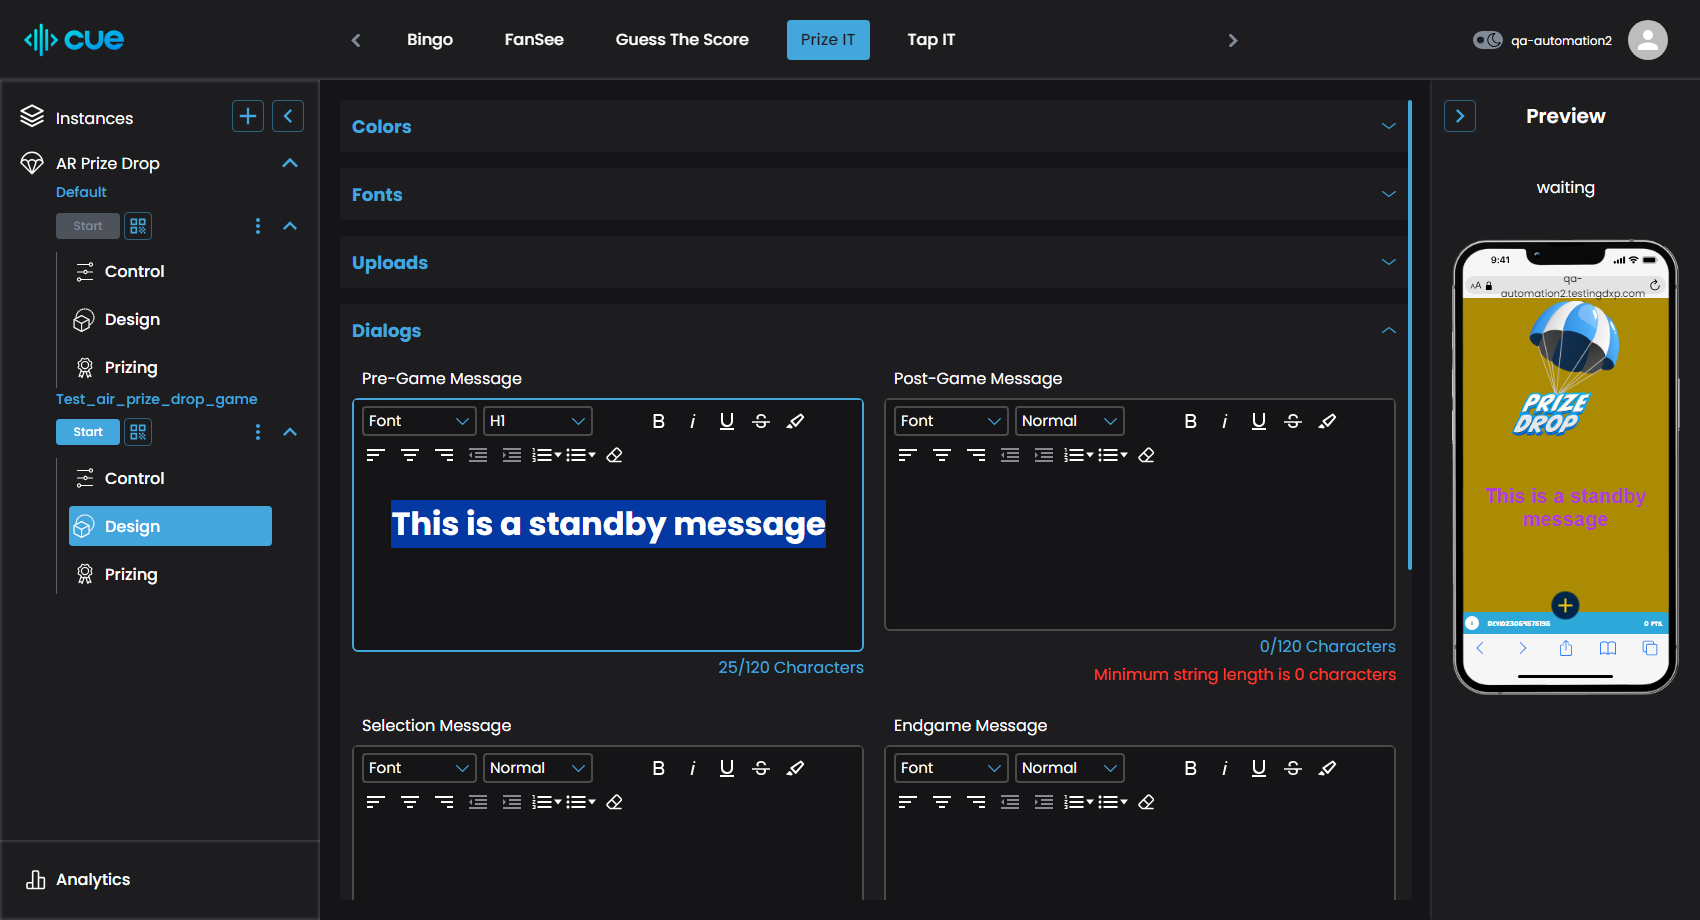 cue
Bingo
FanSee
Guess The Score
Prize IT
Tap IT
qa-automation2
Instances
AR Prize Drop
Default
Start
Control
Design
Prizing
Test_air_prize_drop_game
Start
Control
Design
Prizing
Analytics
Colors
Fonts
Uploads
Dialogs
Pre-Game Message
Font
H1
B i U S
This is a standby message
25/120 Characters
Post-Game Message
Font
Normal
B i U S
0/120 Characters
Minimum string length is 0 characters
Selection Message
Font
Normal
B i U S
Endgame Message
Font
Normal
B i U S
Preview
waiting
9:41
AA
qa-
automation2.testingdxp.com
PRIZE
DROP
This is a standby
message
0 PTS.